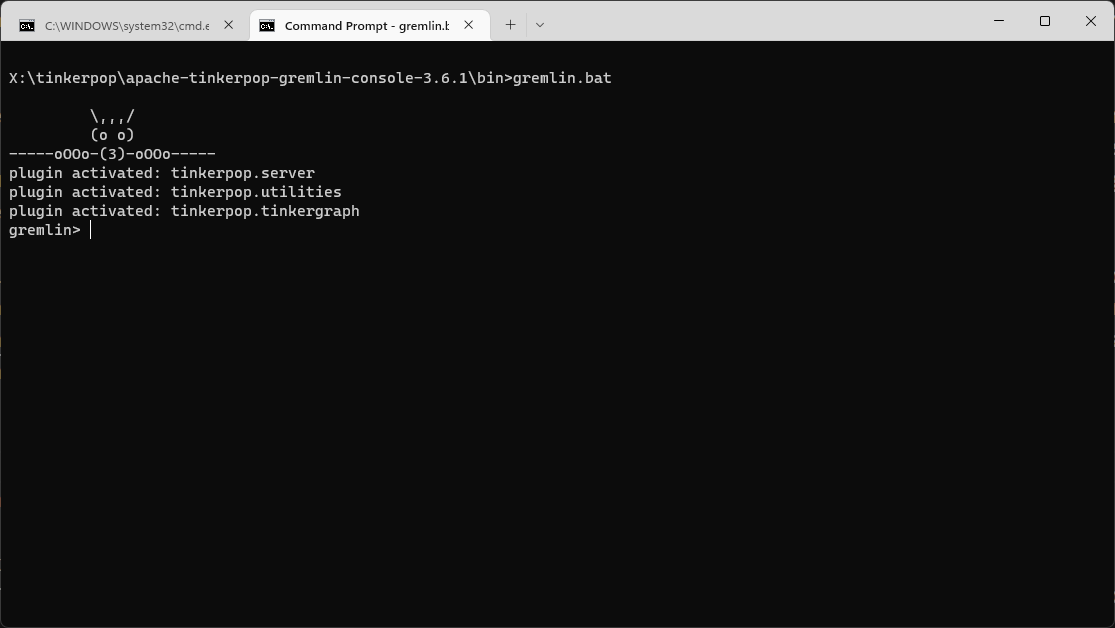 C:\WINDOWS\system32\cmd.e
Command Prompt - gremlin.b
X:\tinkerpop\apache-tinkerpop-gremlin-console-3.6.1\bin>gremlin.bat
\,,,/
(o o)
-----oOOo-(3)-oOOo-----
plugin activated: tinkerpop.server
plugin activated: tinkerpop.utilities
plugin activated: tinkerpop.tinkergraph
gremlin>